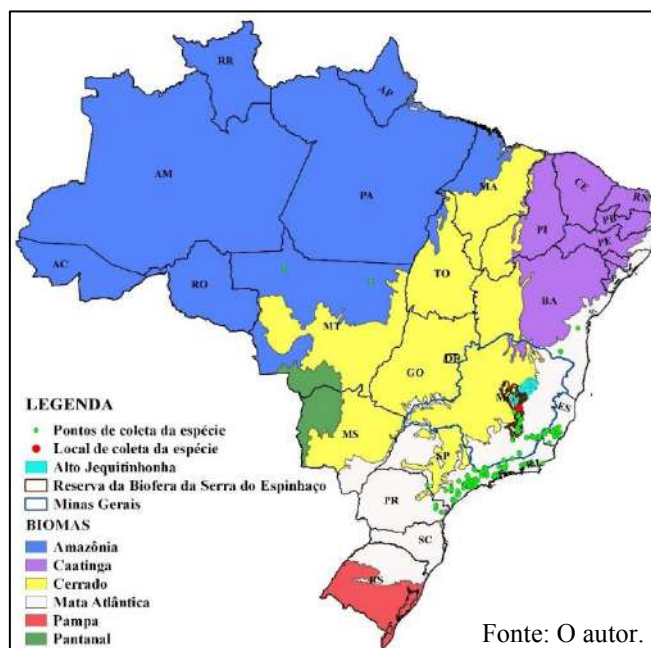 RR
AP
AM
PA
MA
CE
RN
PB
PE
PI
AC
RO
TO
BA
MT
GO
DF
MS
ES
SP
RJ
PR
SC
RS
LEGENDA
Pontos de coleta da espécie
Local de coleta da espécie
Alto Jequitinhonha
Reserva da Biofera da Serra do Espinhaço
Minas Gerais
BIOMAS
Amazônia
Caatinga
Cerrado
Mata Atlântica
Pampa
Pantanal
Fonte: O autor.